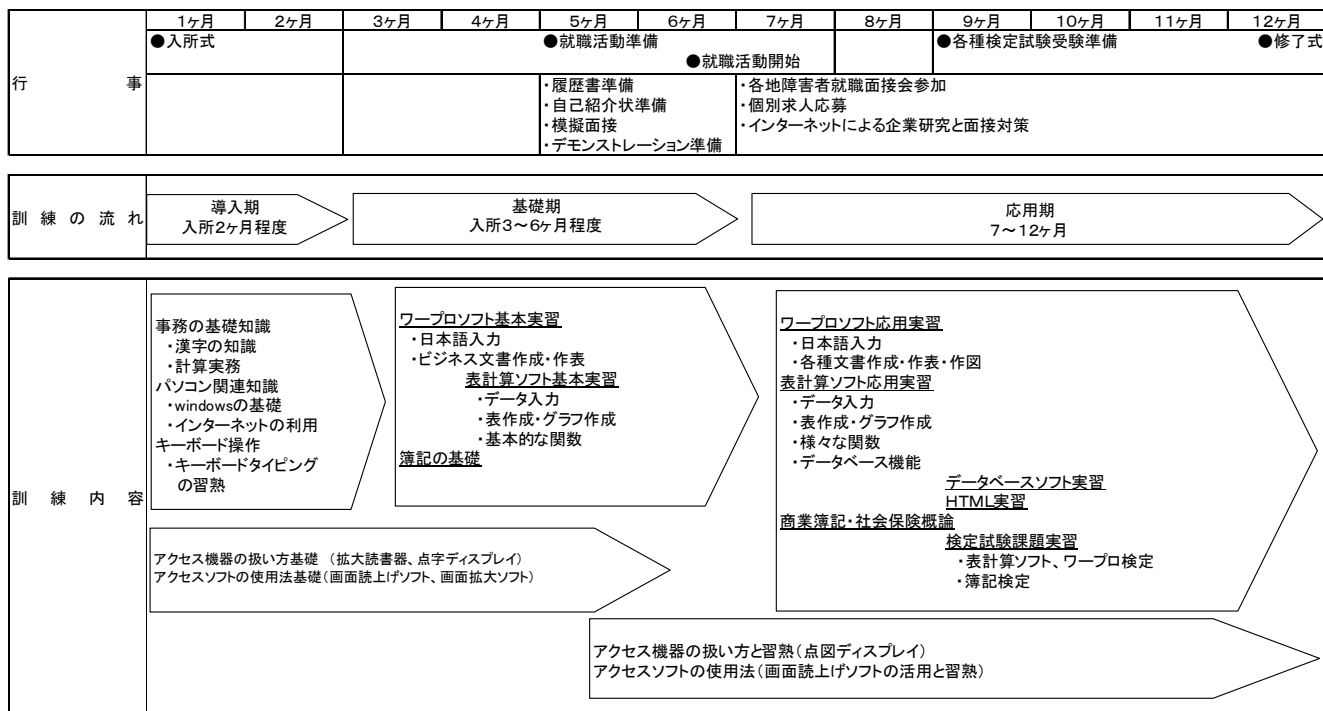 1ヶ月 2ヶ月 3ヶ月 4ヶ月 5ヶ月 6ヶ月 7ヶ月 8ヶ月 9ヶ月 10ヶ月 11ヶ月 12ヶ月
行事
●入所式 ●就職活動準備 ●各種検定試験受験準備 ●修了式
●就職活動開始
・履歴書準備 ・各地障害者就職面接会参加
・自己紹介状準備 ・個別求人応募
・模擬面接 ・インターネットによる企業研究と面接対策
・デモンストレーション準備
訓練の流れ
導入期
入所2ヶ月程度
基礎期
入所3～6ヶ月程度
応用期
7～12ヶ月
訓練内容
事務の基礎知識
・漢字の知識
・計算実務
パソコン関連知識
・windowsの基礎
・インターネットの利用
キーボード操作
・キーボードタイピング
の習熟
ワープロソフト基本実習
・日本語入力
・ビジネス文書作成・作表
表計算ソフト基本実習
・データ入力
・表作成・グラフ作成
・基本的な関数
簿記の基礎
ワープロソフト応用実習
・日本語入力
・各種文書作成・作表・作図
表計算ソフト応用実習
・データ入力
・表作成・グラフ作成
・様々な関数
・データベース機能
データベースソフト実習
HTML実習
商業簿記・社会保険概論
検定試験課題実習
・表計算ソフト、ワープロ検定
・簿記検定
アクセス機器の扱い方基礎 (拡大読書器、点字ディスプレイ)
アクセスソフトの使用法基礎(画面読上げソフト、画面拡大ソフト)
アクセス機器の扱い方と習熟(点図ディスプレイ)
アクセスソフトの使用法(画面読上げソフトの活用と習熟)